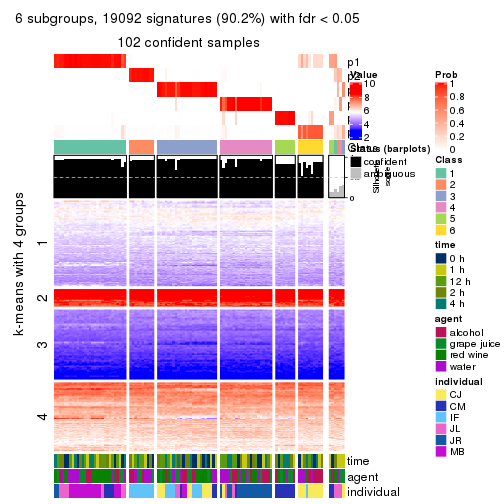 6 subgroups, 19092 signatures (90.2%) with fdr < 0.05
102 confident samples
p1
Value
10
8
6
4
2
Prob
1
0.8
0.6
0.4
0.2
0
Class
Status (barplots)
confident
ambiguous
0
Class
1
2
3
4
5
6
time
0 h
1 h
12 h
2 h
4 h
agent
alcohol
grape juice
red wine
water
individual
CJ
CM
IF
JL
JR
MB
k-means with 4 groups
1
2
3
4
time
agent
individual